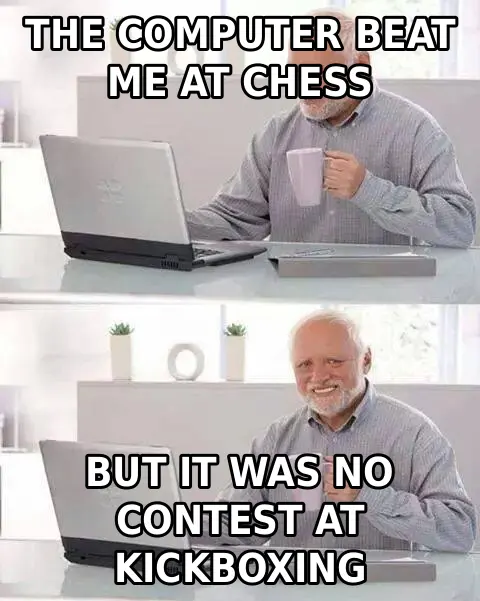 THE COMPUTER BEAT
ME AT CHESS
BUT IT WAS NO
CONTEST AT
KICKBOXING